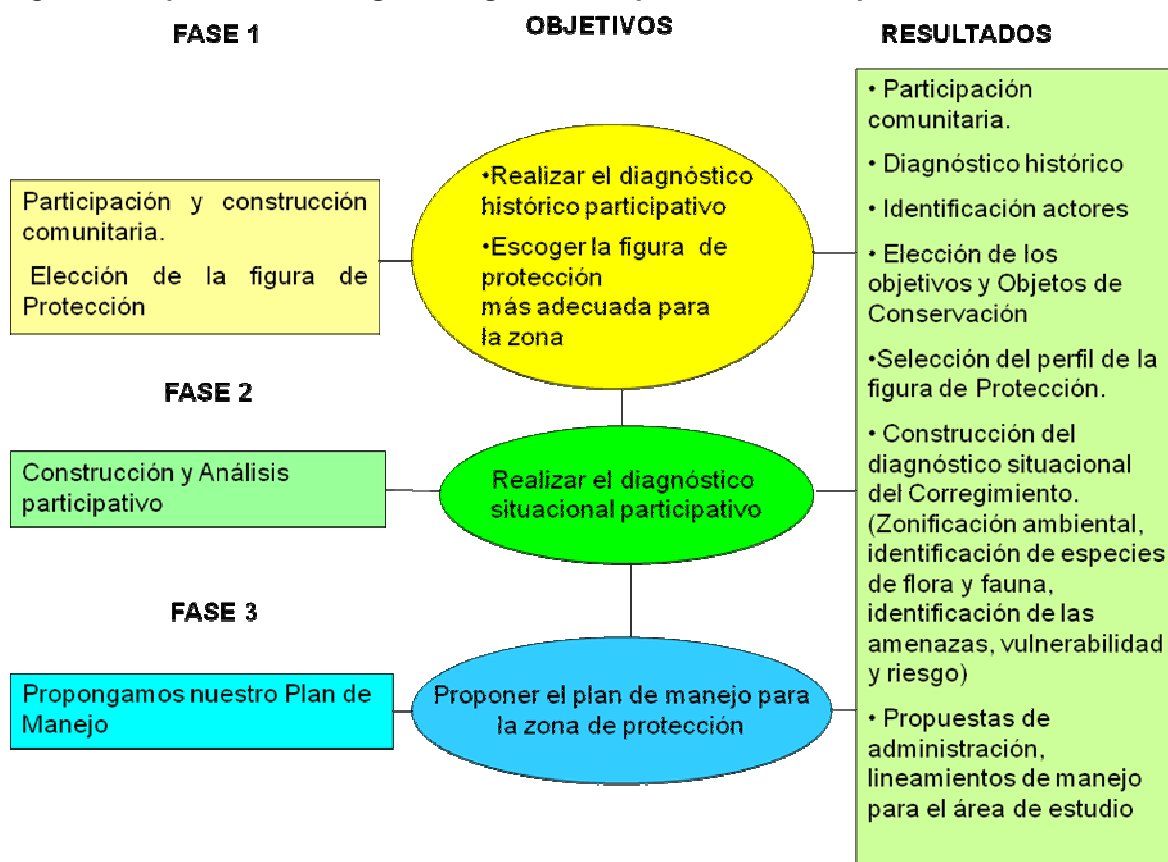 FASE 1
OBJETIVOS
RESULTADOS
Participación y construcción
comunitaria.
Elección de la figura de
Protección
•Realizar el diagnóstico
histórico participativo
•Escoger la figura de
protección
más adecuada para
la zona
FASE 2
Construcción y Análisis
participativo
Realizar el diagnóstico
situacional participativo
FASE 3
Propongamos nuestro Plan de
Manejo
Proponer el plan de manejo para
la zona de protección
• Participación
comunitaria.
• Diagnóstico histórico
• Identificación actores
• Elección de los
objetivos y Objetos de
Conservación
•Selección del perfil de la
figura de Protección.
• Construcción del
diagnóstico situacional
del Corregimiento.
(Zonificación ambiental,
identificación de especies
de flora y fauna,
identificación de las
amenazas, vulnerabilidad
y riesgo)
• Propuestas de
administración,
lineamientos de manejo
para el área de estudio